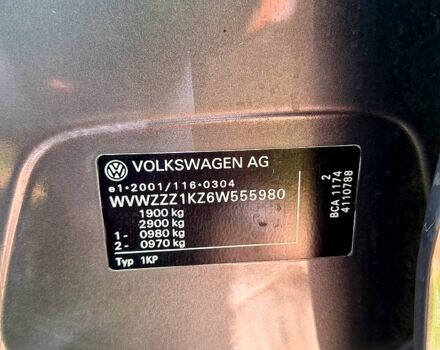 VOLKSWAGEN AG
e1*2001/116*0304
WVWZZZ1KZ6W555980
1900 kg
2900 kg
1- 0980 kg
2- 0970 kg
Typ 1KP
2
BCA 1174
4110788